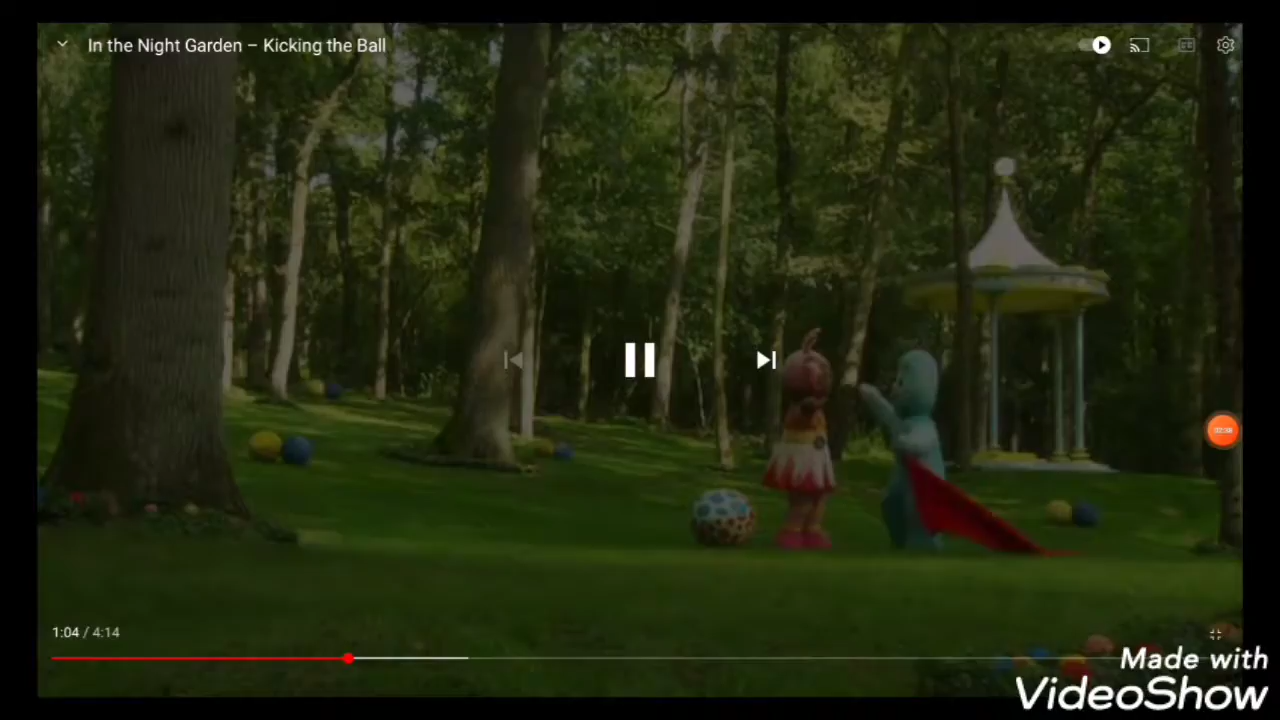 In the Night Garden – Kicking the Ball
1:04 / 4:14
Made with
VideoShow